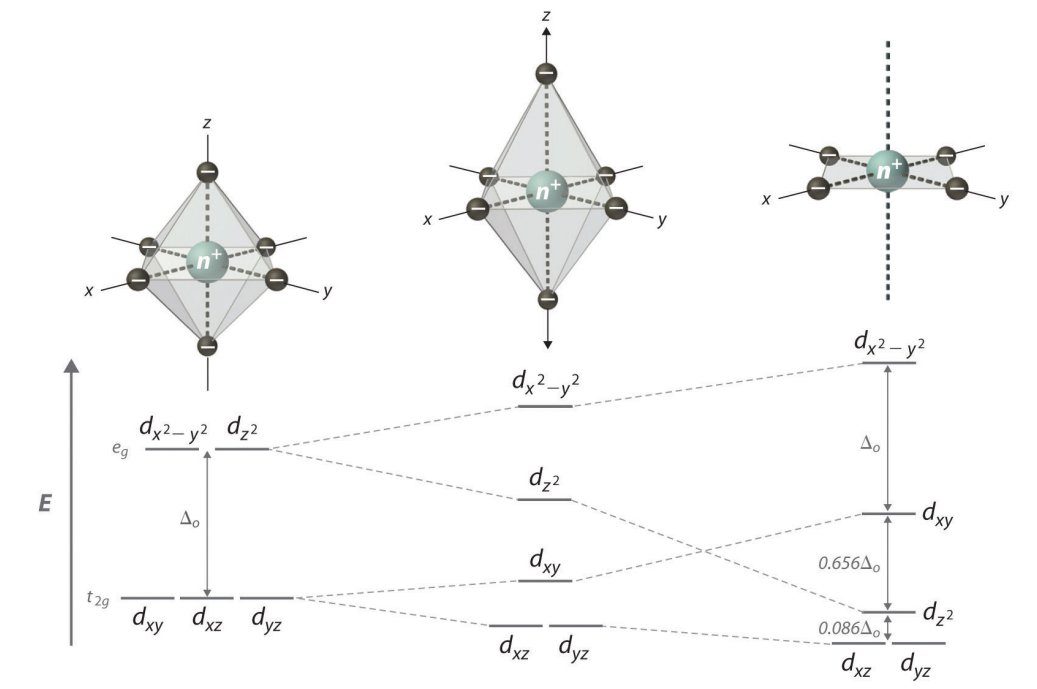 z
z
n⁺
x
y
n⁺
x
y
z
n⁺
x
y
E
e_g
d_{x² − y²} d_{z²}
Δₒ
t_{2g}
d_{xy} d_{xz} d_{yz}
d_{x² − y²}
d_{z²}
d_{xy}
d_{xz} d_{yz}
d_{x² − y²}
Δₒ
d_{xy}
0.656Δₒ
d_{z²}
0.086Δₒ
d_{xz} d_{yz}